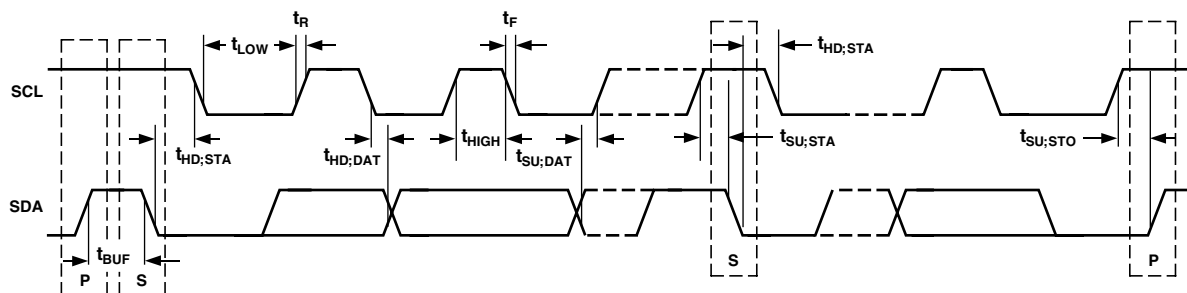 tR
tF
tLOW
tHD;STA
SCL
tHD;STA
tHD;DAT
tHIGH
tSU;DAT
tSU;STA
tSU;STO
SDA
tBUF
P
S
S
P